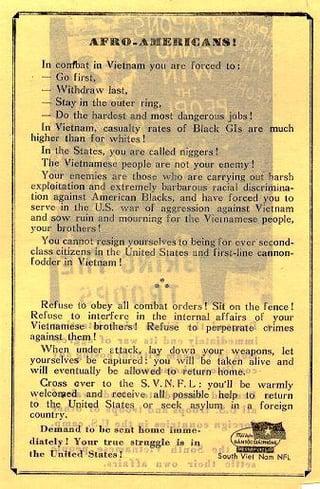 AFRO-AMERICANS!
In combat in Vietnam you are forced to:
— Go first,
— Withdraw last,
— Stay in the outer ring,
— Do the hardest and most dangerous jobs!
In Vietnam, casualty rates of Black GIs are much
higher than for whites!
In the States, you are called niggers!
The Vietnamese people are not your enemy!
Your enemies are those who are carrying out harsh
exploitation and extremely barbarous racial discrimina-
tion against American Blacks, and have forced you to
serve in the U.S. war of aggression against Vietnam
and sow ruin and mourning for the Vietnamese people,
your brothers!
You cannot resign yourselves to being for ever second-
class citizens in the United States and first-line cannon-
fodder in Vietnam!
Refuse to obey all combat orders! Sit on the fence!
Refuse to interfere in the internal affairs of your
Vietnamese brothers! Refuse to perpetrate crimes
against them!
When under attack, lay down your weapons, let
yourselves be captured: you will be taken alive and
will eventually be allowed to return home.
Cross over to the S.V.N.F.L: you'll be warmly
welcomed and receive all possible help to return
to the United States or seek asylum in a foreign
country.
Demand to be sent home imme-
diately! Your true struggle is in
the United States!
South Viet Nam NFL